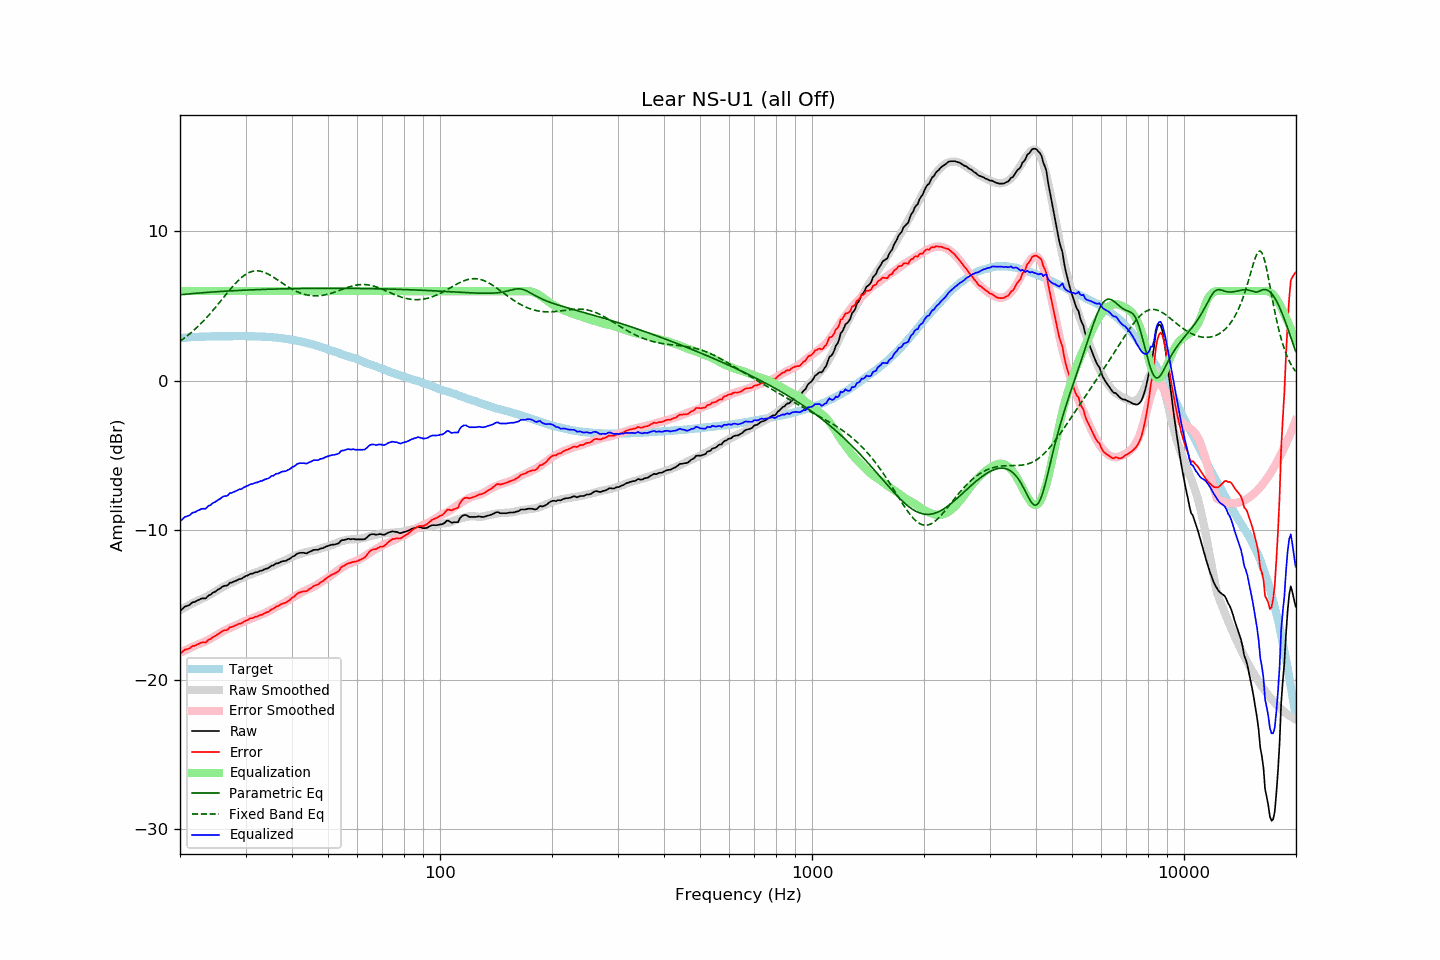 Lear NS-U1 (all Off)
Amplitude (dBr)
10
0
−10
−20
−30
Target
Raw Smoothed
Error Smoothed
Raw
Error
Equalization
Parametric Eq
Fixed Band Eq
Equalized
100
1000
10000
Frequency (Hz)